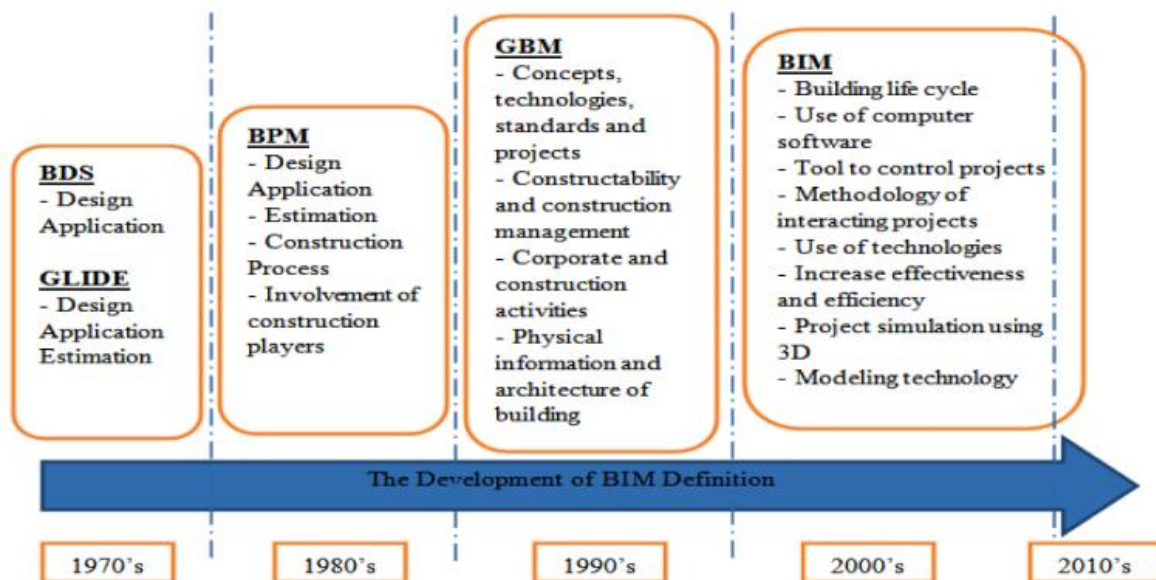 BDS
- Design
Application
GLIDE
- Design
Application
Estimation
BPM
- Design
Application
- Estimation
- Construction
Process
- Involvement of
construction
players
GBM
- Concepts,
technologies,
standards and
projects
- Constructability
and construction
management
- Corporate and
construction
activities
- Physical
information and
architecture of
building
BIM
- Building life cycle
- Use of computer
software
- Tool to control projects
- Methodology of
interacting projects
- Use of technologies
- Increase effectiveness
and efficiency
- Project simulation using
3D
- Modeling technology
The Development of BIM Definition
1970's
1980's
1990's
2000's
2010's